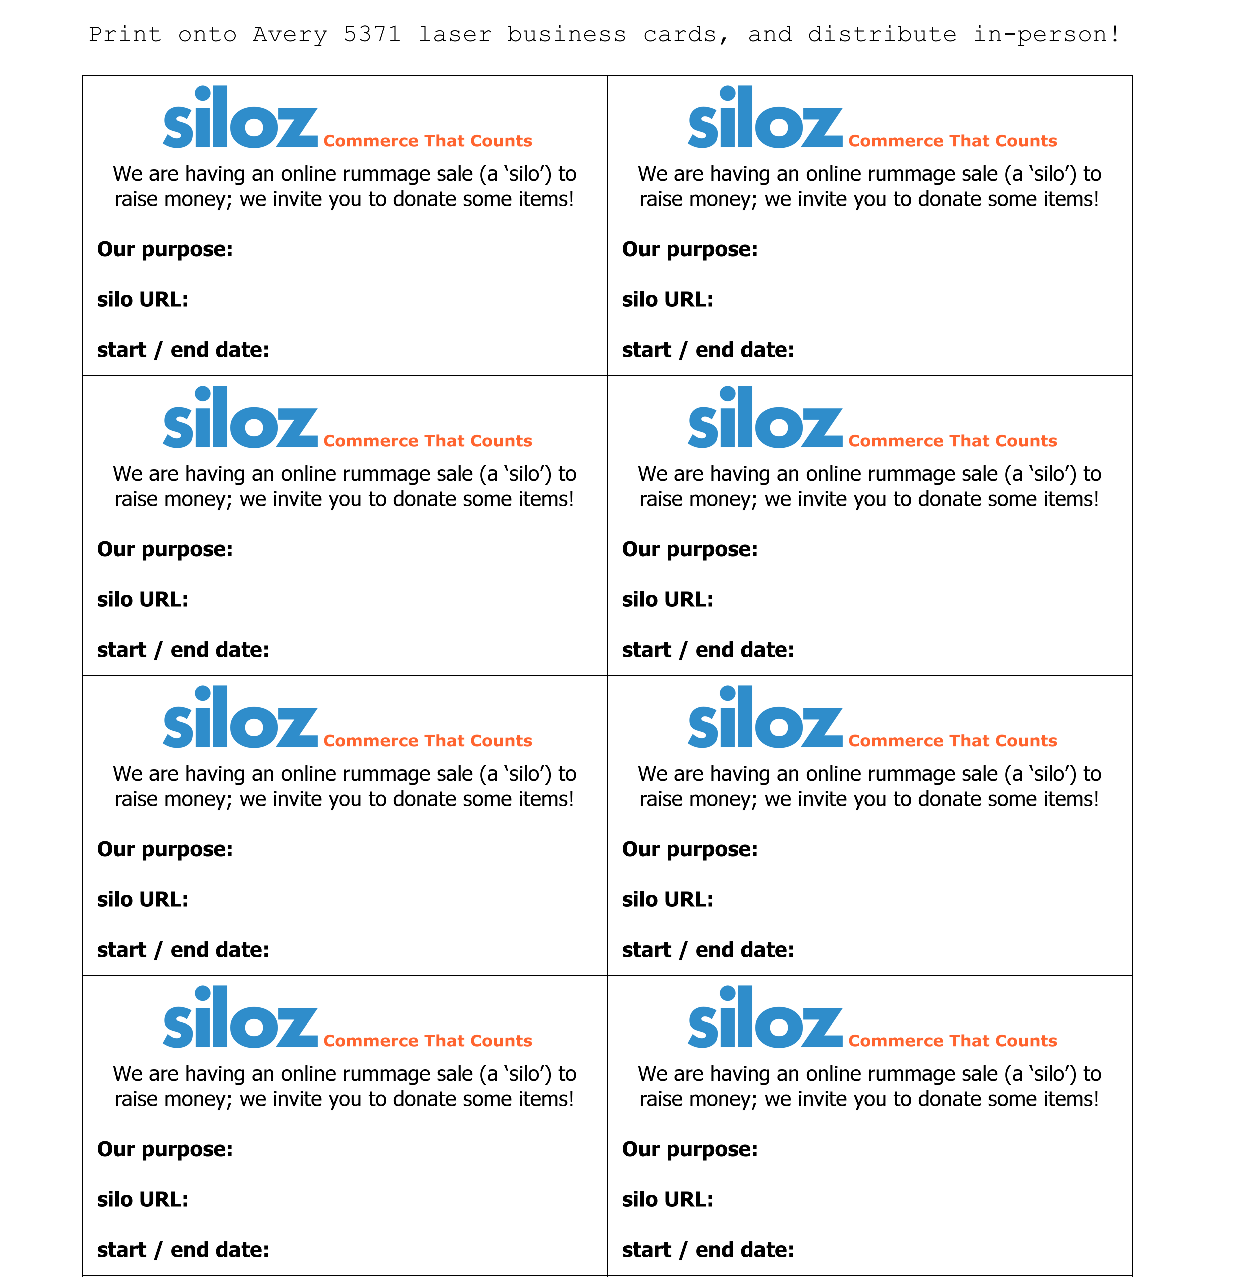 Print onto Avery 5371 laser business cards, and distribute in-person!
siloz Commerce That Counts
We are having an online rummage sale (a ‘silo’) to
raise money; we invite you to donate some items!
Our purpose:
silo URL:
start / end date:
siloz Commerce That Counts
We are having an online rummage sale (a ‘silo’) to
raise money; we invite you to donate some items!
Our purpose:
silo URL:
start / end date:
siloz Commerce That Counts
We are having an online rummage sale (a ‘silo’) to
raise money; we invite you to donate some items!
Our purpose:
silo URL:
start / end date:
siloz Commerce That Counts
We are having an online rummage sale (a ‘silo’) to
raise money; we invite you to donate some items!
Our purpose:
silo URL:
start / end date:
siloz Commerce That Counts
We are having an online rummage sale (a ‘silo’) to
raise money; we invite you to donate some items!
Our purpose:
silo URL:
start / end date:
siloz Commerce That Counts
We are having an online rummage sale (a ‘silo’) to
raise money; we invite you to donate some items!
Our purpose:
silo URL:
start / end date:
siloz Commerce That Counts
We are having an online rummage sale (a ‘silo’) to
raise money; we invite you to donate some items!
Our purpose:
silo URL:
start / end date:
siloz Commerce That Counts
We are having an online rummage sale (a ‘silo’) to
raise money; we invite you to donate some items!
Our purpose:
silo URL:
start / end date: